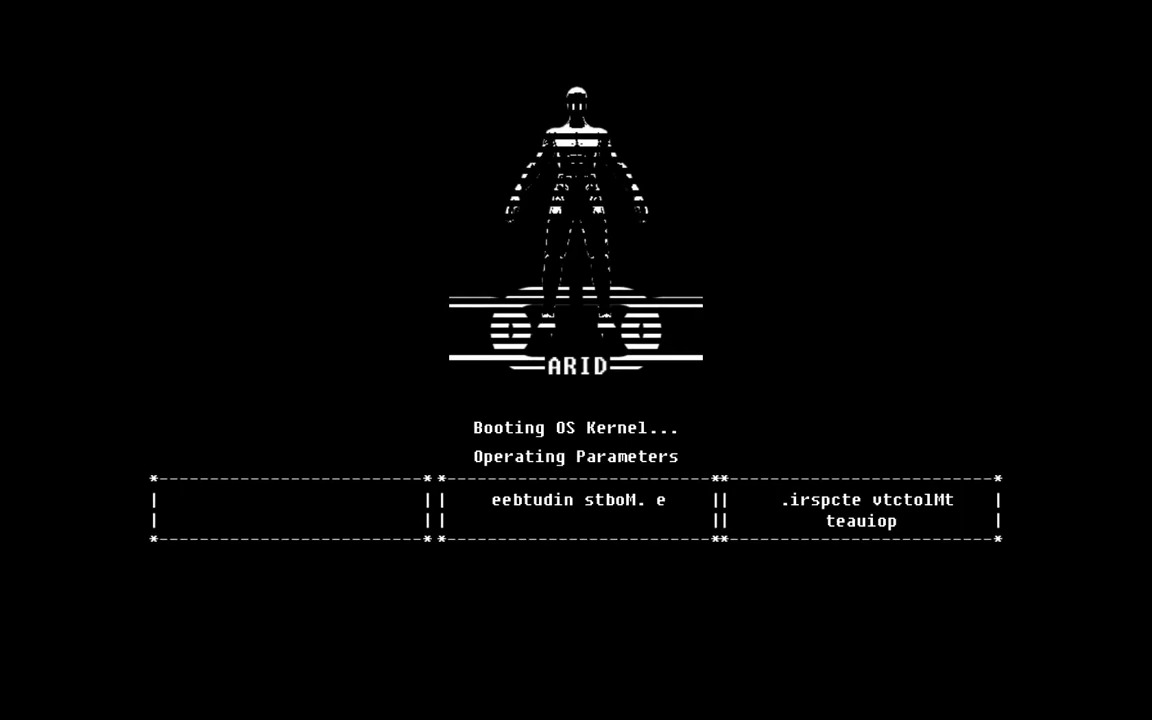 ARID
Booting OS Kernel...
Operating Parameters
*--------------------------* *--------------------------**--------------------------*
| || eebtudin stboM. e || .irspcte vtctolMt |
| || || teauiop |
*--------------------------* *--------------------------**--------------------------*